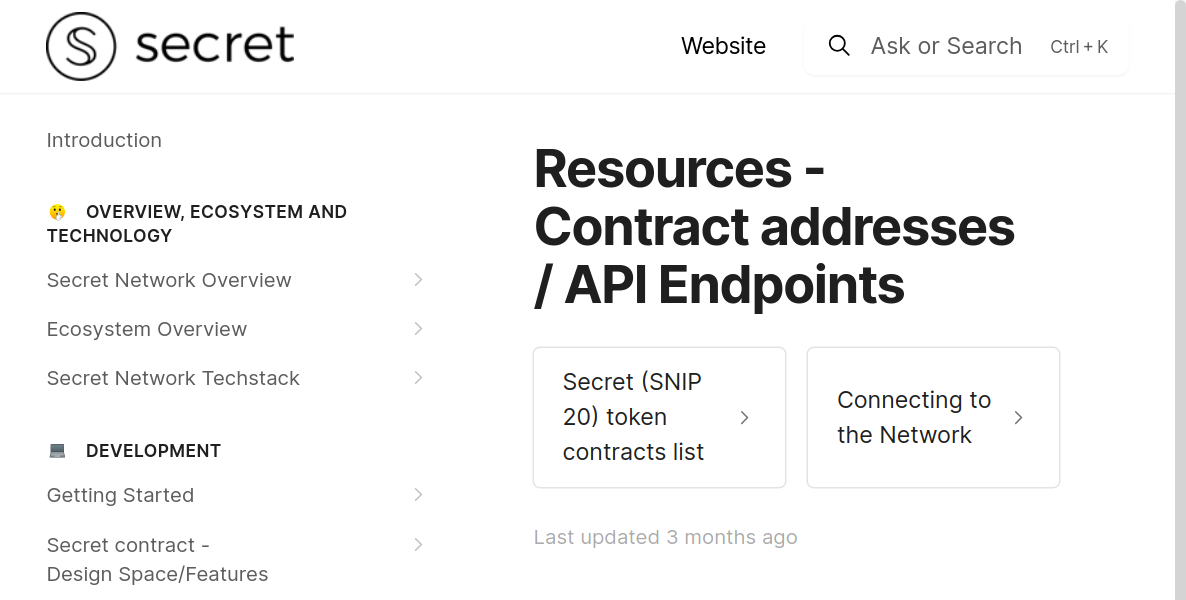 secret
Website
Ask or Search Ctrl + K
Introduction
OVERVIEW, ECOSYSTEM AND
TECHNOLOGY
Secret Network Overview
Ecosystem Overview
Secret Network Techstack
DEVELOPMENT
Getting Started
Secret contract -
Design Space/Features
Resources -
Contract addresses
/ API Endpoints
Secret (SNIP
20) token
contracts list
Connecting to
the Network
Last updated 3 months ago